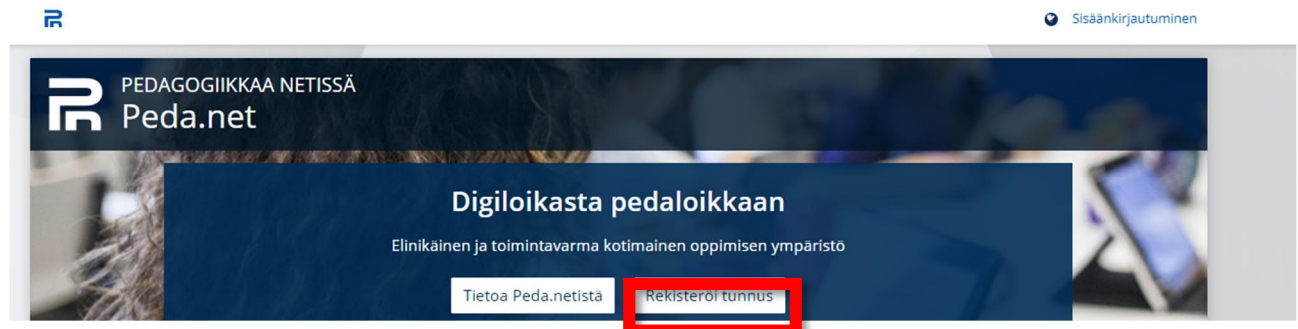 Sisäänkirjautuminen
PEDAGOGIIKKAA NETISSÄ
Peda.net
Digiloikasta pedaloikkaan
Elinikäinen ja toimintavarma kotimainen oppimisen ympäristö
Tietoa Peda.netistä
Rekisteröi tunnus